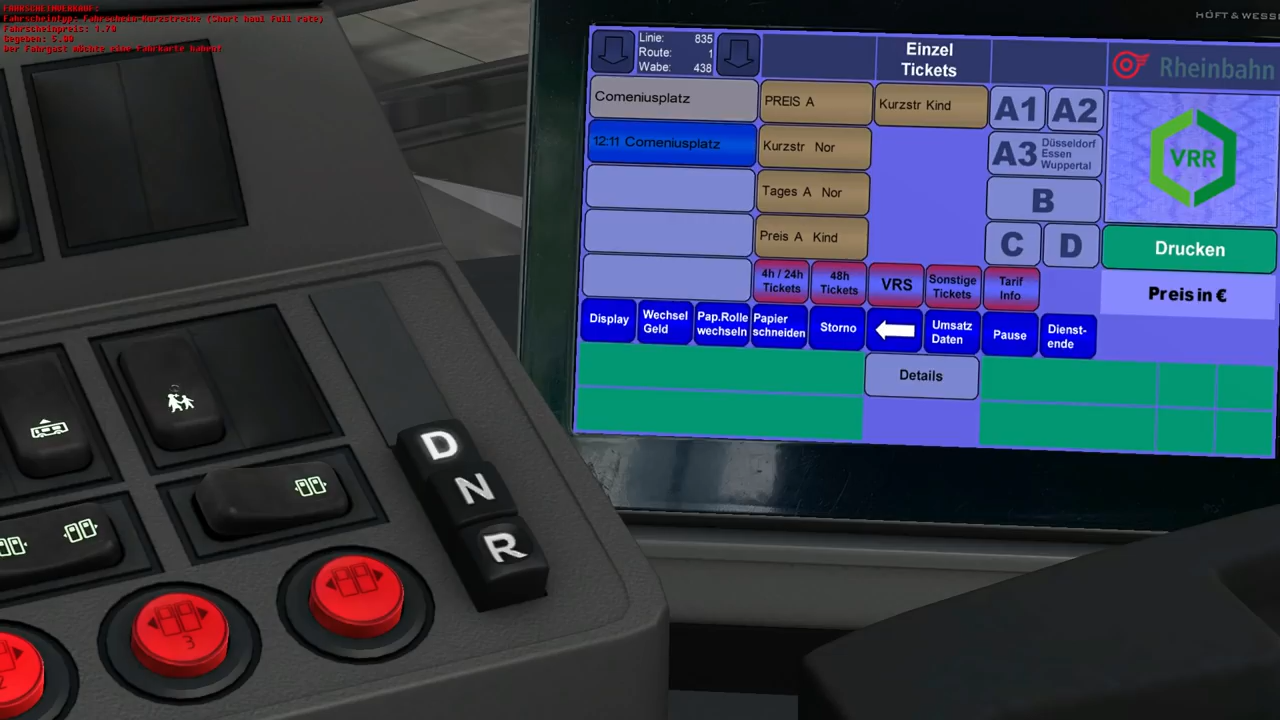 FAHRSCHEINVERKAUF:
Fahrscheintyp: Fahrschein-Kurzstrecke (Short haul full rate)
Fahrscheinpreis: 1.70
Gegeben: 5.00
Der Fahrgast möchte eine Fahrkarte haben!
HÖFT & WESSEL
Linie: 835
Route: 1
Wabe: 438
Einzel
Tickets
Rheinbahn
Comeniusplatz
PREIS A
Kurzstr Kind
A1
A2
12:11 Comeniusplatz
Kurzstr Nor
A3
Düsseldorf
Essen
Wuppertal
VRR
Tages A Nor
B
Preis A Kind
C
D
Drucken
4h / 24h
Tickets
48h
Tickets
VRS
Sonstige
Tickets
Tarif
Info
Preis in €
Display
Wechsel
Geld
Pap.Rolle
wechseln
Papier
schneiden
Storno
Umsatz
Daten
Pause
Dienst-
ende
Details
D
N
R
3
2